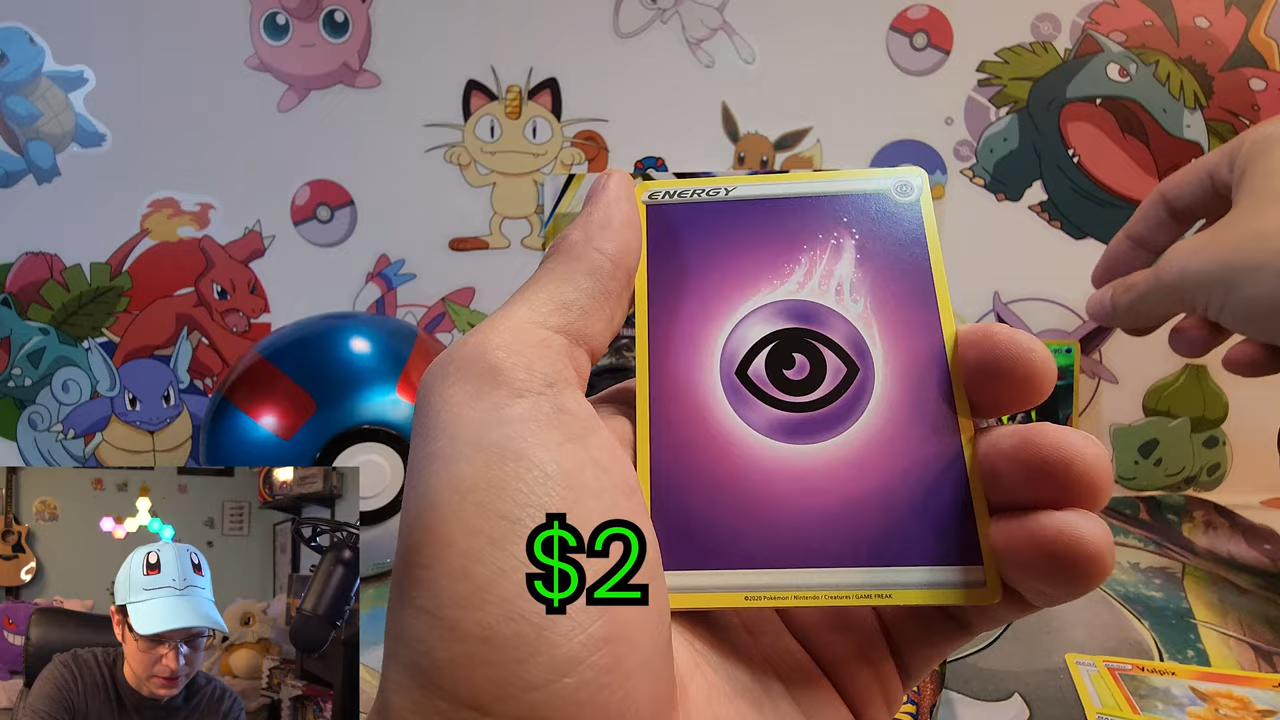 ENERGY
$2
©2020 Pokémon / Nintendo / Creatures / GAME FREAK
Vulpix